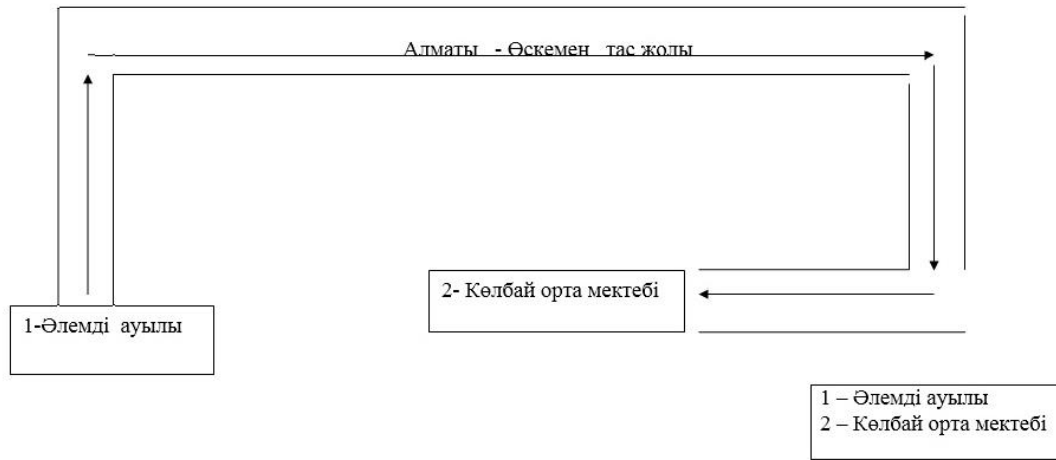 Алматы - Өскемен тас жолы
2- Көлбай орта мектебі
1-Әлемді ауылы
1 – Әлемді ауылы
2 – Көлбай орта мектебі